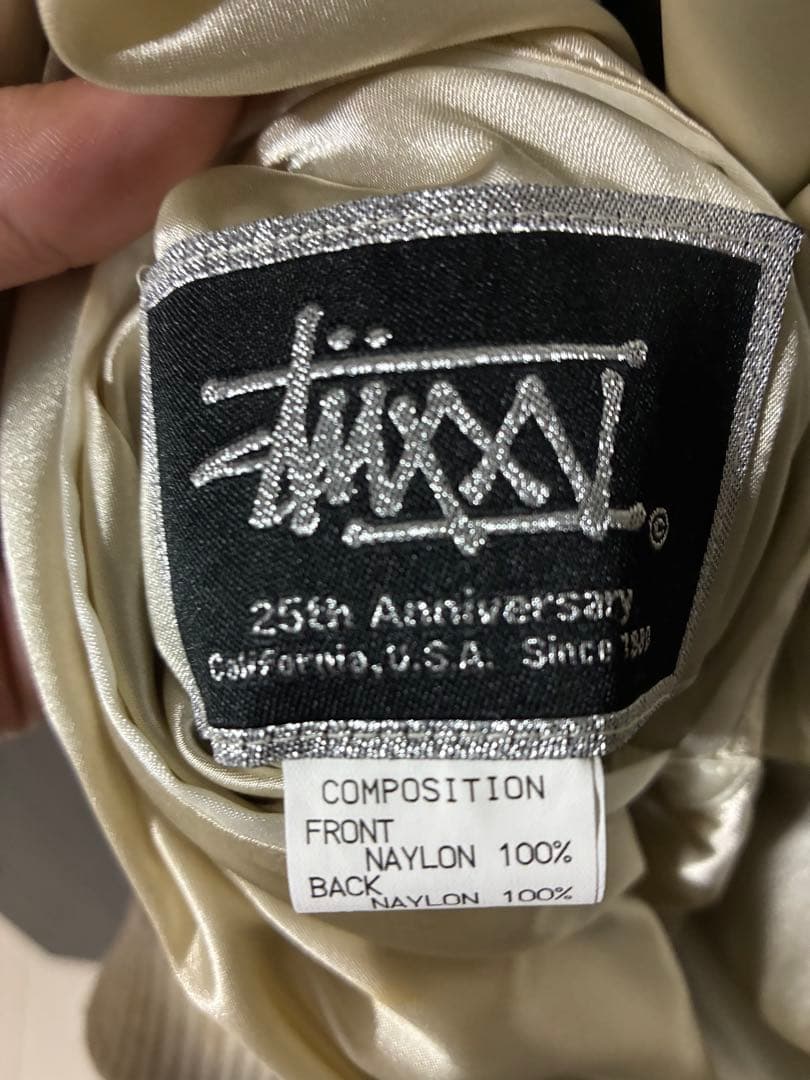 Stüssy ©
25th Anniversary
California, U.S.A. Since 1980
COMPOSITION
FRONT
NAYLON 100%
BACK
NAYLON 100%